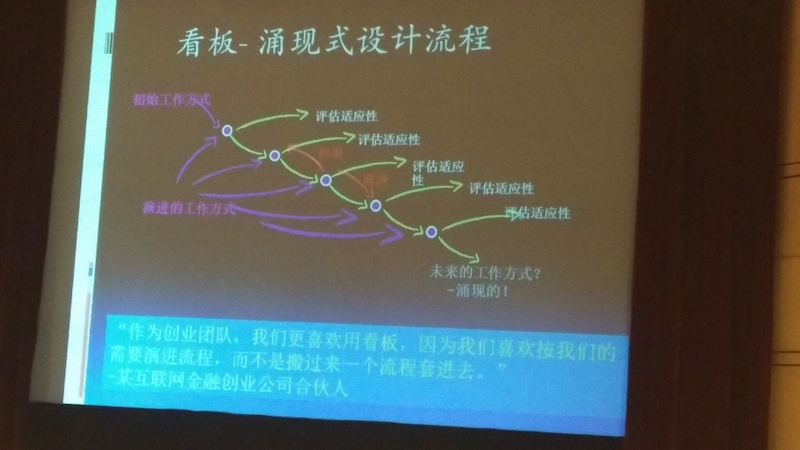 看板-涌现式设计流程
初始工作方式
评估适应性
评估适应性
评估适应
性
评估适应性
演进的工作方式
评估适应性
未来的工作方式?
-涌现的!
“作为创业团队,我们更喜欢用看板,因为我们喜欢按我们的
需要演进流程,而不是搬过来一个流程套进去。”
-某互联网金融创业公司合伙人